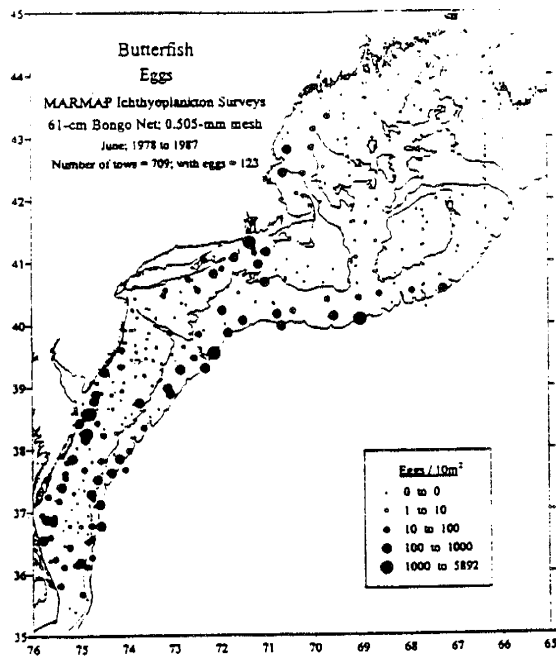 Butterfish
Eggs
MARMAP Ichthyoplankton Surveys
61-cm Bongo Net; 0.505-mm mesh
June; 1978 to 1987
Number of tows = 709; with eggs = 123
45
44
43
42
41
40
39
38
37
36
35
Eggs / 10m²
0 to 0
1 to 10
10 to 100
100 to 1000
1000 to 5892
76 75 74 73 72 71 70 69 68 67 66 65